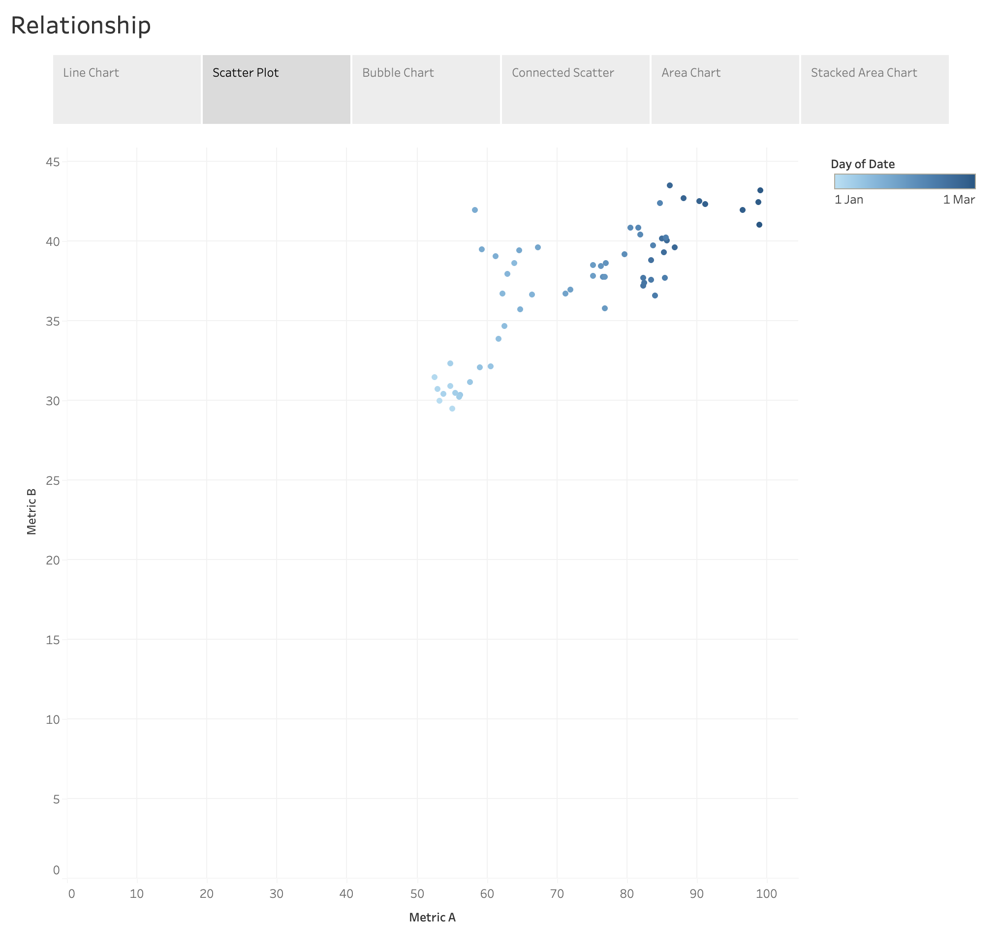 Relationship
Line Chart
Scatter Plot
Bubble Chart
Connected Scatter
Area Chart
Stacked Area Chart
Day of Date
1 Jan
1 Mar
45
40
35
30
25
20
15
10
5
0
Metric B
0
10
20
30
40
50
60
70
80
90
100
Metric A